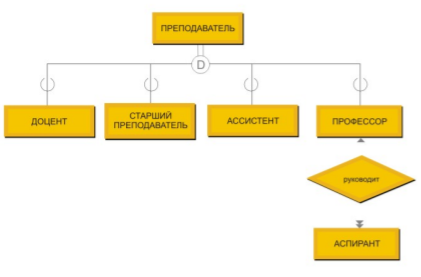 ПРЕПОДАВАТЕЛЬ
D
ДОЦЕНТ
СТАРШИЙ
ПРЕПОДАВАТЕЛЬ
АССИСТЕНТ
ПРОФЕССОР
руководит
АСПИРАНТ